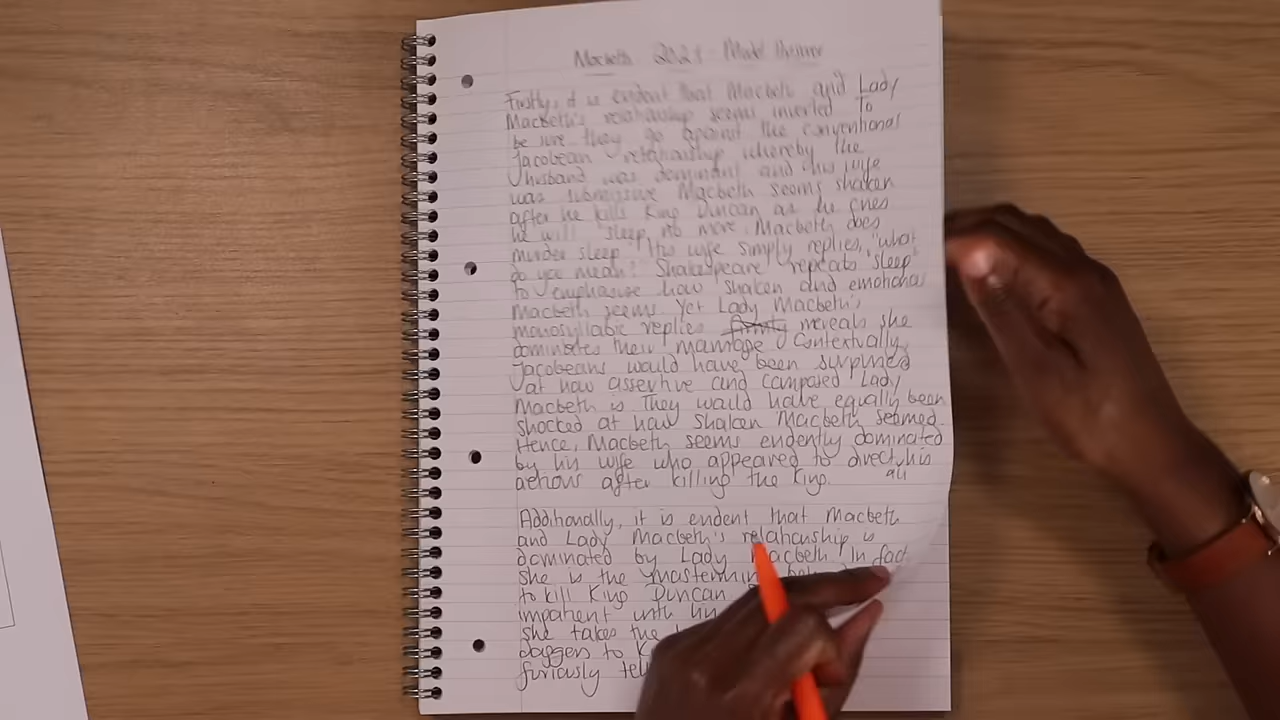 Macbeth 2021 - Model Answer
Firstly, it is evident that Macbeth and Lady
Macbeth's relationship seems inverted to
be sure they go against the conventional
Jacobean relationship whereby the
husband was dominant and his wife
was submissive Macbeth seems shaken
after he kills King Duncan as he cries
he will "sleep no more. Macbeth does
murder sleep" His wife simply replies, "what
do you mean?" Shakespeare repeats 'sleep'
to emphasise how shaken and emotional
Macbeth seems. Yet Lady Macbeth's
monosyllabic replies reveals she
dominates their marriage Contextually,
Jacobeans would have been surprised
at how assertive and composed Lady
Macbeth is They would have equally been
shocked at how shaken Macbeth seemed.
Hence, Macbeth seems evidently dominated
by his wife who appeared to direct his
actions after killing the King. all
Additionally, it is evident that Macbeth
and Lady Macbeth's relationship is
dominated by Lady Macbeth. In fact
she is the
to kill King Duncan
impatient with
she takes the
daggers to
furiously